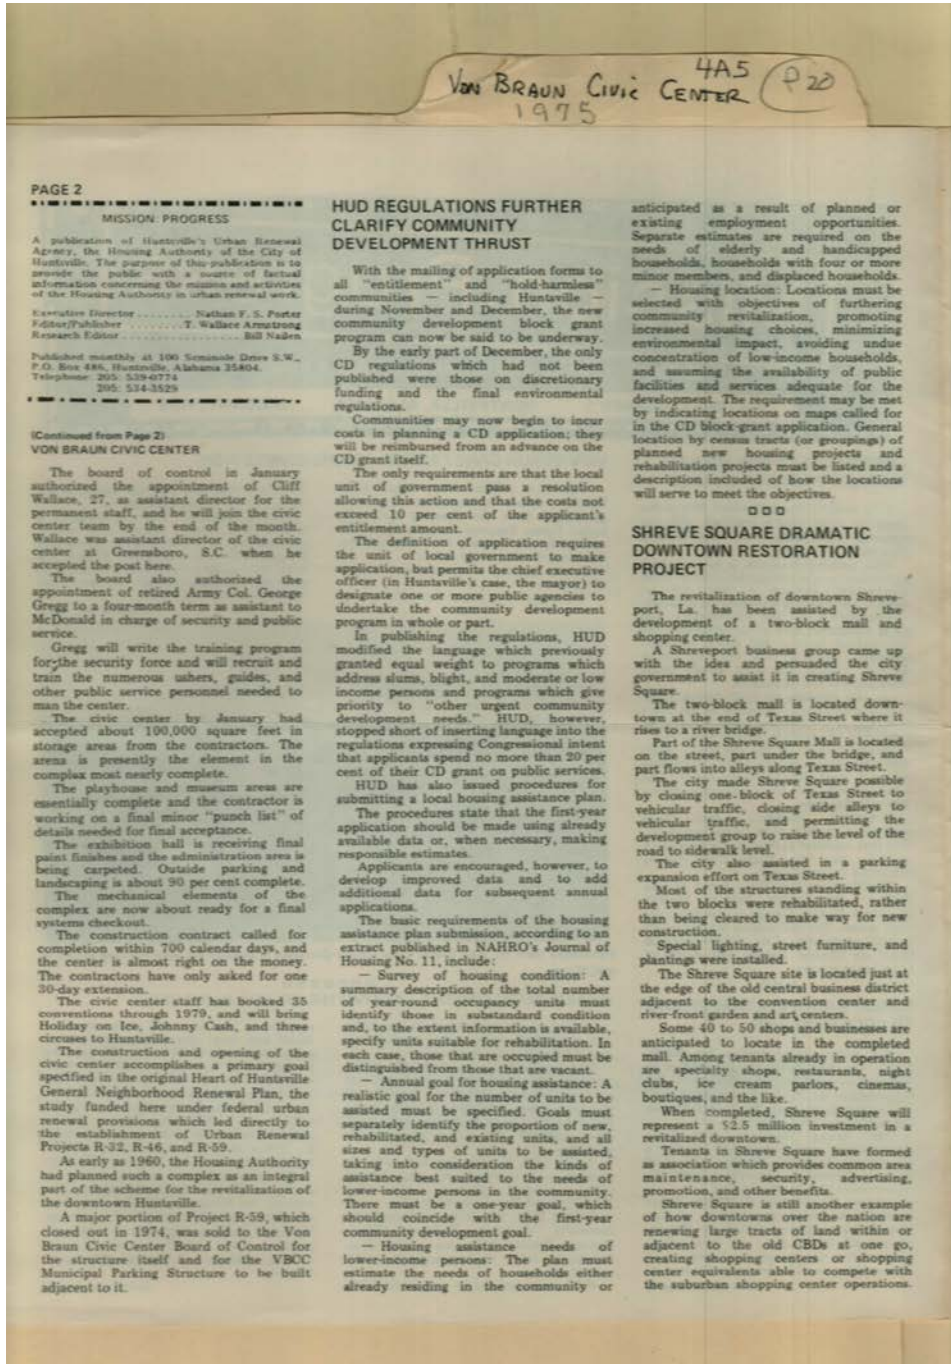 4A5
Von Braun Civic Center P 20
1975
PAGE 2
MISSION: PROGRESS
A publication of Huntsville's Urban Renewal
Agency, the Housing Authority of the City of
Huntsville. The purpose of this publication is to
provide the public with a source of factual
information concerning the mission and activities
of the Housing Authority in urban renewal work.
Executive Director ........ Nathan F. S. Porter
Editor/Publisher ......... T. Wallace Armstrong
Research Editor ................. Bill Nailen
Published monthly at 100 Seminole Drive S.W.,
P.O. Box 486, Huntsville, Alabama 35804.
Telephone: 205: 539-0774
205: 534-3529
(Continued from Page 2)
VON BRAUN CIVIC CENTER
The board of control in January
authorized the appointment of Cliff
Wallace, 27, as assistant director for the
permanent staff, and he will join the civic
center team by the end of the month.
Wallace was assistant director of the civic
center at Greensboro, S.C. when he
accepted the post here.
The board also authorized the
appointment of retired Army Col. George
Gregg to a four-month term as assistant to
McDonald in charge of security and public
service.
Gregg will write the training program
for the security force and will recruit and
train the numerous ushers, guides, and
other public service personnel needed to
man the center.
The civic center by January had
accepted about 100,000 square feet in
storage areas from the contractors. The
arena is presently the element in the
complex most nearly complete.
The playhouse and museum areas are
essentially complete and the contractor is
working on a final minor "punch list" of
details needed for final acceptance.
The exhibition hall is receiving final
paint finishes and the administration area is
being carpeted. Outside parking and
landscaping is about 90 per cent complete.
The mechanical elements of the
complex are now about ready for a final
systems checkout.
The construction contract called for
completion within 700 calendar days, and
the center is almost right on the money.
The contractors have only asked for one
30-day extension.
The civic center staff has booked 35
conventions through 1979, and will bring
Holiday on Ice, Johnny Cash, and three
circuses to Huntsville.
The construction and opening of the
civic center accomplishes a primary goal
specified in the original Heart of Huntsville
General Neighborhood Renewal Plan, the
study funded here under federal urban
renewal provisions which led directly to
the establishment of Urban Renewal
Projects R-32, R-46, and R-59.
As early as 1960, the Housing Authority
had planned such a complex as an integral
part of the scheme for the revitalization of
the downtown Huntsville.
A major portion of Project R-59, which
closed out in 1974, was sold to the Von
Braun Civic Center Board of Control for
the structure itself and for the VBCC
Municipal Parking Structure to be built
adjacent to it.
HUD REGULATIONS FURTHER
CLARIFY COMMUNITY
DEVELOPMENT THRUST
With the mailing of application forms to
all "entitlement" and "hold-harmless"
communities — including Huntsville —
during November and December, the new
community development block grant
program can now be said to be underway.
By the early part of December, the only
CD regulations which had not been
published were those on discretionary
funding and the final environmental
regulations.
Communities may now begin to incur
costs in planning a CD application; they
will be reimbursed from an advance on the
CD grant itself.
The only requirements are that the local
unit of government pass a resolution
allowing this action and that the costs not
exceed 10 per cent of the applicant's
entitlement amount.
The definition of application requires
the unit of local government to make
application, but permits the chief executive
officer (in Huntsville's case, the mayor) to
designate one or more public agencies to
undertake the community development
program in whole or part.
In publishing the regulations, HUD
modified the language which previously
granted equal weight to programs which
address slums, blight, and moderate or low
income persons and programs which give
priority to "other urgent community
development needs." HUD, however,
stopped short of inserting language into the
regulations expressing Congressional intent
that applicants spend no more than 20 per
cent of their CD grant on public services.
HUD has also issued procedures for
submitting a local housing assistance plan.
The procedures state that the first-year
application should be made using already
available data or, when necessary, making
responsible estimates.
Applicants are encouraged, however, to
develop improved data and to add
additional data for subsequent annual
applications.
The basic requirements of the housing
assistance plan submission, according to an
extract published in NAHRO's Journal of
Housing No. 11, include:
— Survey of housing condition: A
summary description of the total number
of year-round occupancy units must
identify those in substandard condition
and, to the extent information is available,
specify units suitable for rehabilitation. In
each case, those that are occupied must be
distinguished from those that are vacant.
— Annual goal for housing assistance: A
realistic goal for the number of units to be
assisted must be specified. Goals must
separately identify the proportion of new,
rehabilitated, and existing units, and all
sizes and types of units to be assisted,
taking into consideration the kinds of
assistance best suited to the needs of
lower-income persons in the community.
There must be a one-year goal, which
should coincide with the first-year
community development goal.
— Housing assistance needs of
lower-income persons: The plan must
estimate the needs of households either
already residing in the community or
anticipated as a result of planned or
existing employment opportunities.
Separate estimates are required on the
needs of elderly and handicapped
households, households with four or more
minor members, and displaced households.
— Housing location: Locations must be
selected with objectives of furthering
community revitalization, promoting
increased housing choices, minimizing
environmental impact, avoiding undue
concentration of low-income households,
and assuming the availability of public
facilities and services adequate for the
development. The requirement may be met
by indicating locations on maps called for
in the CD block-grant application. General
location by census tracts (or groupings) of
planned new housing projects and
rehabilitation projects must be listed and a
description included of how the locations
will serve to meet the objectives.
SHREVE SQUARE DRAMATIC
DOWNTOWN RESTORATION
PROJECT
The revitalization of downtown Shreve-
port, La. has been assisted by the
development of a two-block mall and
shopping center.
A Shreveport business group came up
with the idea and persuaded the city
government to assist it in creating Shreve
Square.
The two-block mall is located down-
town at the end of Texas Street where it
rises to a river bridge.
Part of the Shreve Square Mall is located
on the street, part under the bridge, and
part flows into alleys along Texas Street.
The city made Shreve Square possible
by closing one-block of Texas Street to
vehicular traffic, closing side alleys to
vehicular traffic, and permitting the
development group to raise the level of the
road to sidewalk level.
The city also assisted in a parking
expansion effort on Texas Street.
Most of the structures standing within
the two blocks were rehabilitated, rather
than being cleared to make way for new
construction.
Special lighting, street furniture, and
plantings were installed.
The Shreve Square site is located just at
the edge of the old central business district
adjacent to the convention center and
river-front garden and art centers.
Some 40 to 50 shops and businesses are
anticipated to locate in the completed
mall. Among tenants already in operation
are specialty shops, restaurants, night
clubs, ice cream parlors, cinemas,
boutiques, and the like.
When completed, Shreve Square will
represent a $2.5 million investment in a
revitalized downtown.
Tenants in Shreve Square have formed
as association which provides common area
maintenance, security, advertising,
promotion, and other benefits.
Shreve Square is still another example
of how downtowns over the nation are
renewing large tracts of land within or
adjacent to the old CBDs at one go,
creating shopping centers or shopping
center equivalents able to compete with
the suburban shopping center operations.